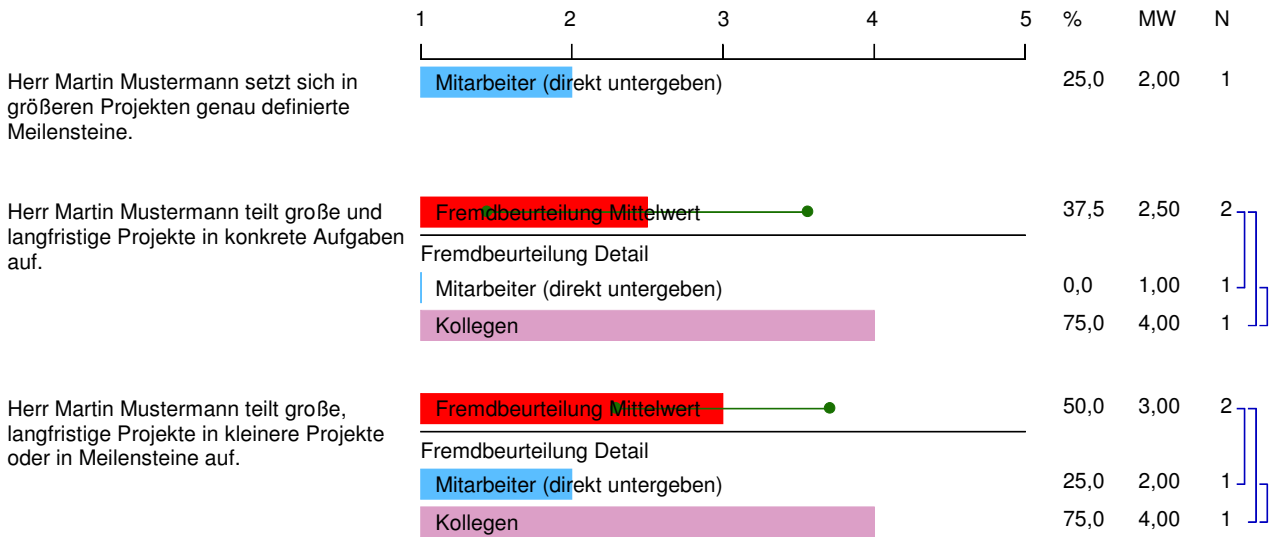 1 2 3 4 5 % MW N
Herr Martin Mustermann setzt sich in
größeren Projekten genau definierte
Meilensteine.
Mitarbeiter (direkt untergeben) 25,0 2,00 1
Herr Martin Mustermann teilt große und
langfristige Projekte in konkrete Aufgaben
auf.
Fremdbeurteilung Mittelwert 37,5 2,50 2
Fremdbeurteilung Detail
Mitarbeiter (direkt untergeben) 0,0 1,00 1
Kollegen 75,0 4,00 1
Herr Martin Mustermann teilt große,
langfristige Projekte in kleinere Projekte
oder in Meilensteine auf.
Fremdbeurteilung Mittelwert 50,0 3,00 2
Fremdbeurteilung Detail
Mitarbeiter (direkt untergeben) 25,0 2,00 1
Kollegen 75,0 4,00 1